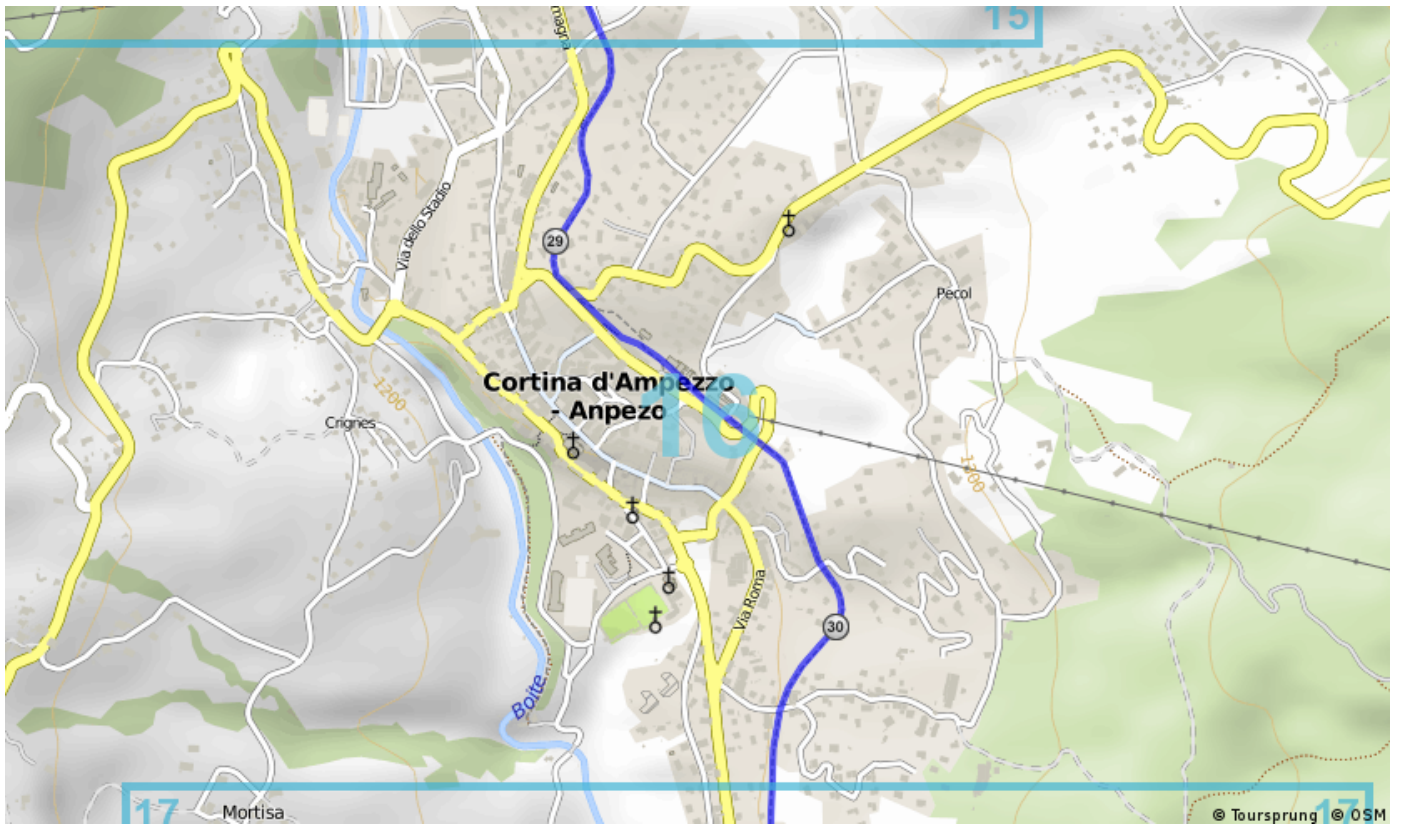 15
Via dello Stadio
29
Pecol
Cortina d'Ampezzo
- Anpezo
16
1200
Crignes
1300
Via Roma
30
Boite
17
Mortisa
17
© Toursprung © OSM